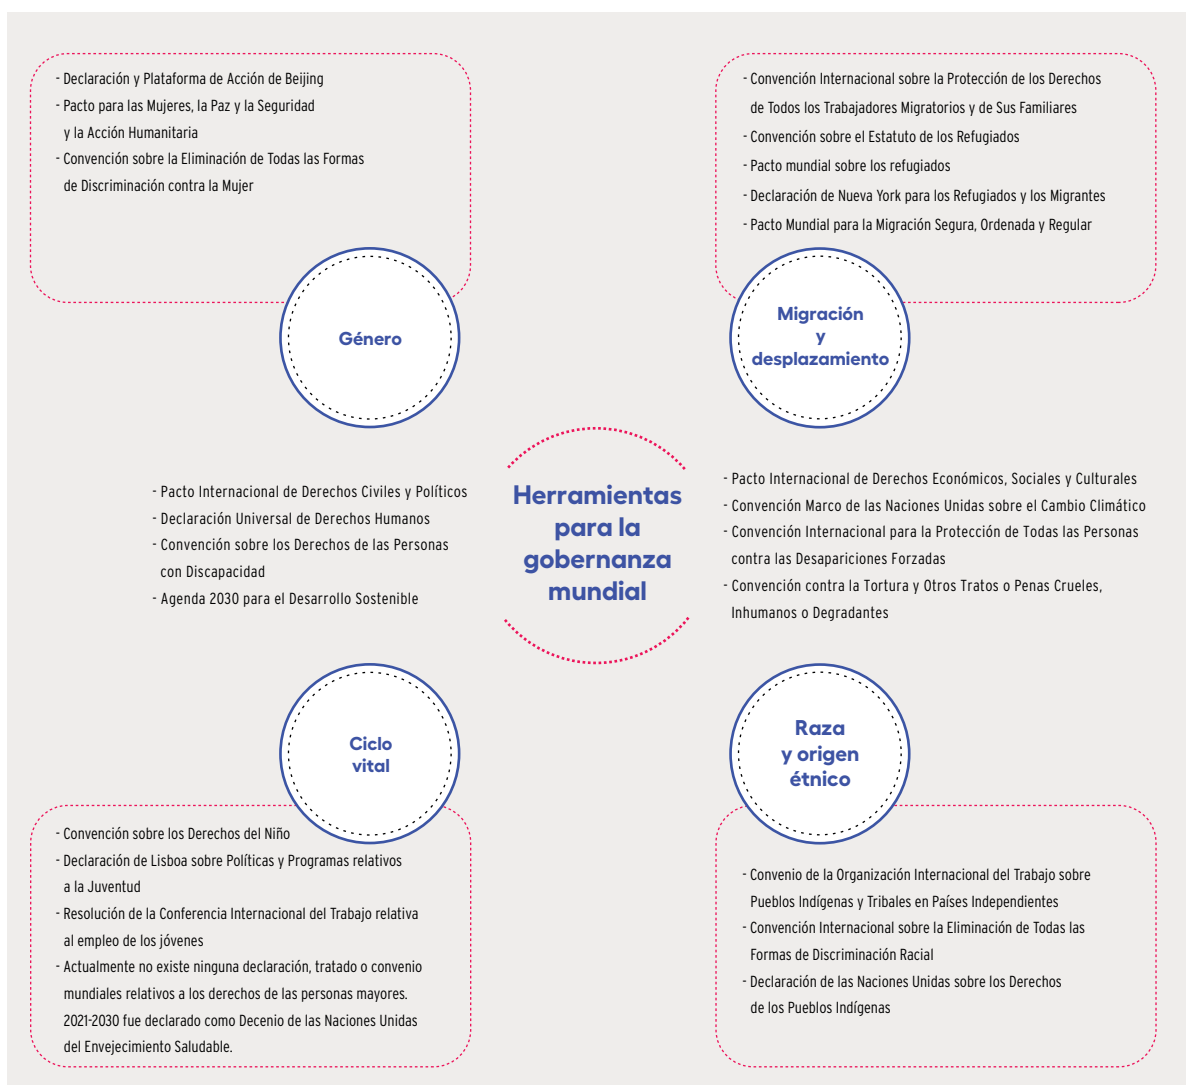 - Declaración y Plataforma de Acción de Beijing
- Pacto para las Mujeres, la Paz y la Seguridad
y la Acción Humanitaria
- Convención sobre la Eliminación de Todas las Formas
de Discriminación contra la Mujer
Género
- Convención Internacional sobre la Protección de los Derechos
de Todos los Trabajadores Migratorios y de Sus Familiares
- Convención sobre el Estatuto de los Refugiados
- Pacto mundial sobre los refugiados
- Declaración de Nueva York para los Refugiados y los Migrantes
- Pacto Mundial para la Migración Segura, Ordenada y Regular
Migración
y
desplazamiento
- Pacto Internacional de Derechos Civiles y Políticos
- Declaración Universal de Derechos Humanos
- Convención sobre los Derechos de las Personas
con Discapacidad
- Agenda 2030 para el Desarrollo Sostenible
Herramientas
para la
gobernanza
mundial
- Pacto Internacional de Derechos Económicos, Sociales y Culturales
- Convención Marco de las Naciones Unidas sobre el Cambio Climático
- Convención Internacional para la Protección de Todas las Personas
contra las Desapariciones Forzadas
- Convención contra la Tortura y Otros Tratos o Penas Crueles,
Inhumanos o Degradantes
Ciclo
vital
- Convención sobre los Derechos del Niño
- Declaración de Lisboa sobre Políticas y Programas relativos
a la Juventud
- Resolución de la Conferencia Internacional del Trabajo relativa
al empleo de los jóvenes
- Actualmente no existe ninguna declaración, tratado o convenio
mundiales relativos a los derechos de las personas mayores.
2021-2030 fue declarado como Decenio de las Naciones Unidas
del Envejecimiento Saludable.
Raza
y origen
étnico
- Convenio de la Organización Internacional del Trabajo sobre
Pueblos Indígenas y Tribales en Países Independientes
- Convención Internacional sobre la Eliminación de Todas las
Formas de Discriminación Racial
- Declaración de las Naciones Unidas sobre los Derechos
de los Pueblos Indígenas